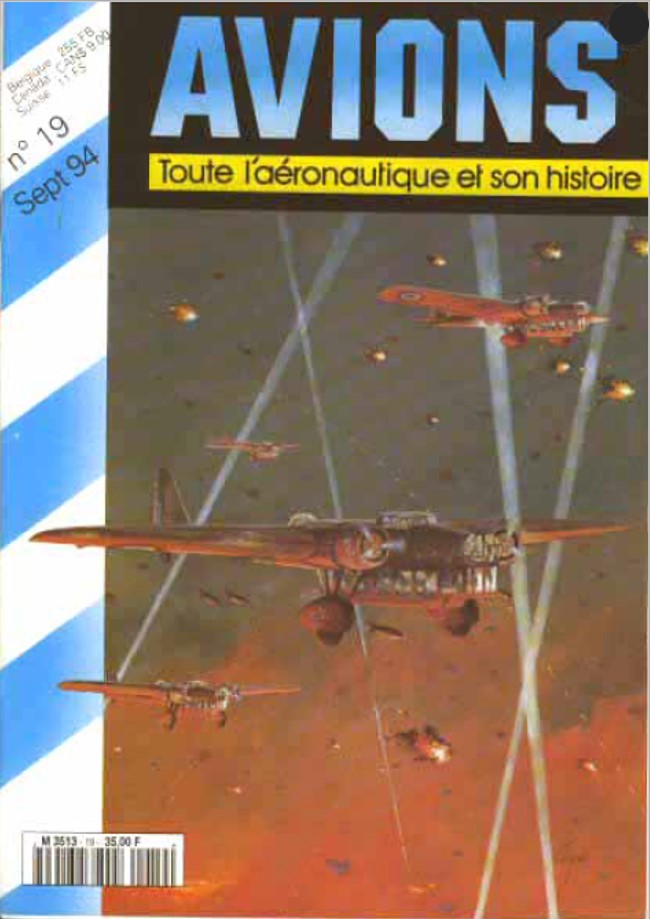 AVIONS
Toute l'aéronautique et son histoire
Belgique 255 FB
Canada CAN$ 9.00
Suisse 11 FS
n° 19
Sept 94
M 3513 - 19 - 35,00 F